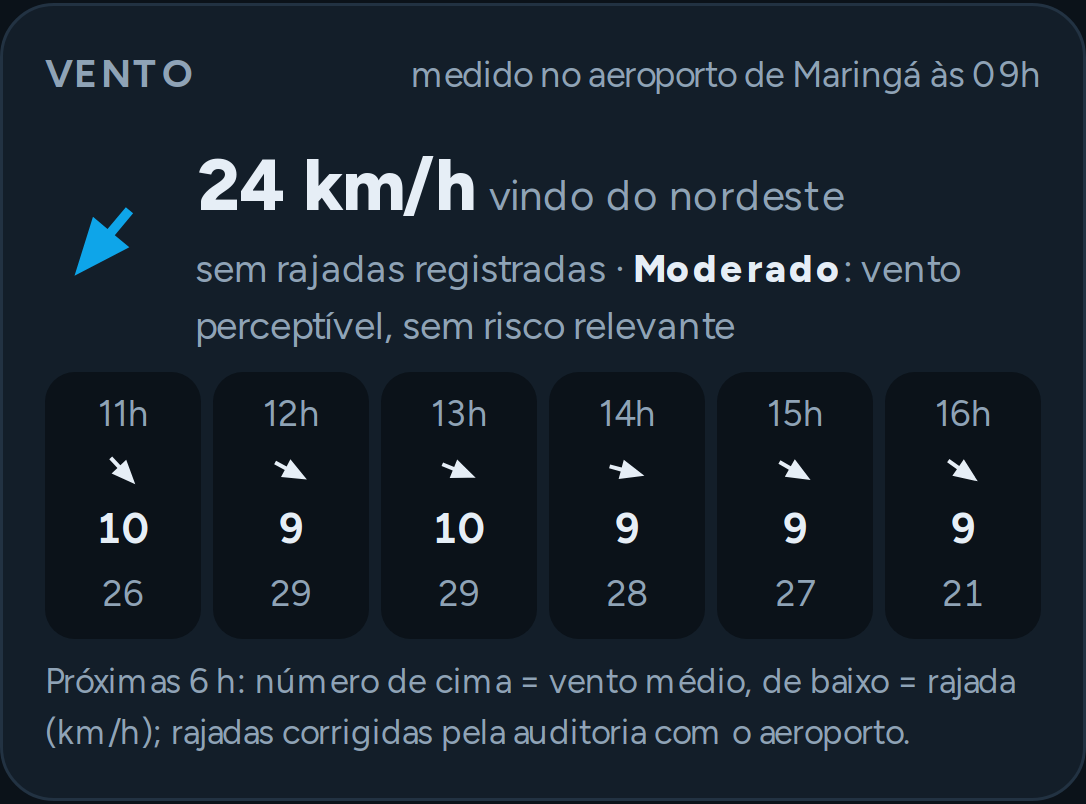 VENTO medido no aeroporto de Maringá às 09h
24 km/h vindo do nordeste
sem rajadas registradas · Moderado: vento
perceptível, sem risco relevante
11h 12h 13h 14h 15h 16h
10 9 10 9 9 9
26 29 29 28 27 21
Próximas 6 h: número de cima = vento médio, de baixo = rajada
(km/h); rajadas corrigidas pela auditoria com o aeroporto.